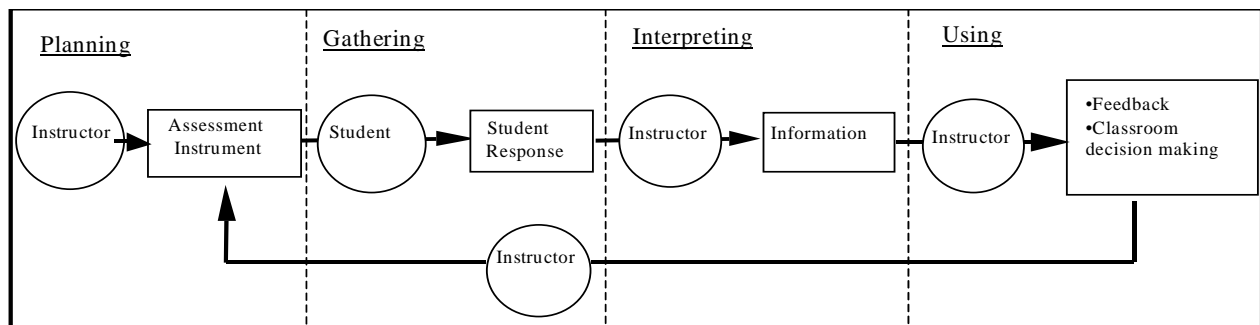 Planning
Gathering
Interpreting
Using
Instructor
Assessment
Instrument
Student
Student
Response
Instructor
Information
Instructor
•Feedback
•Classroom
decision making
Instructor